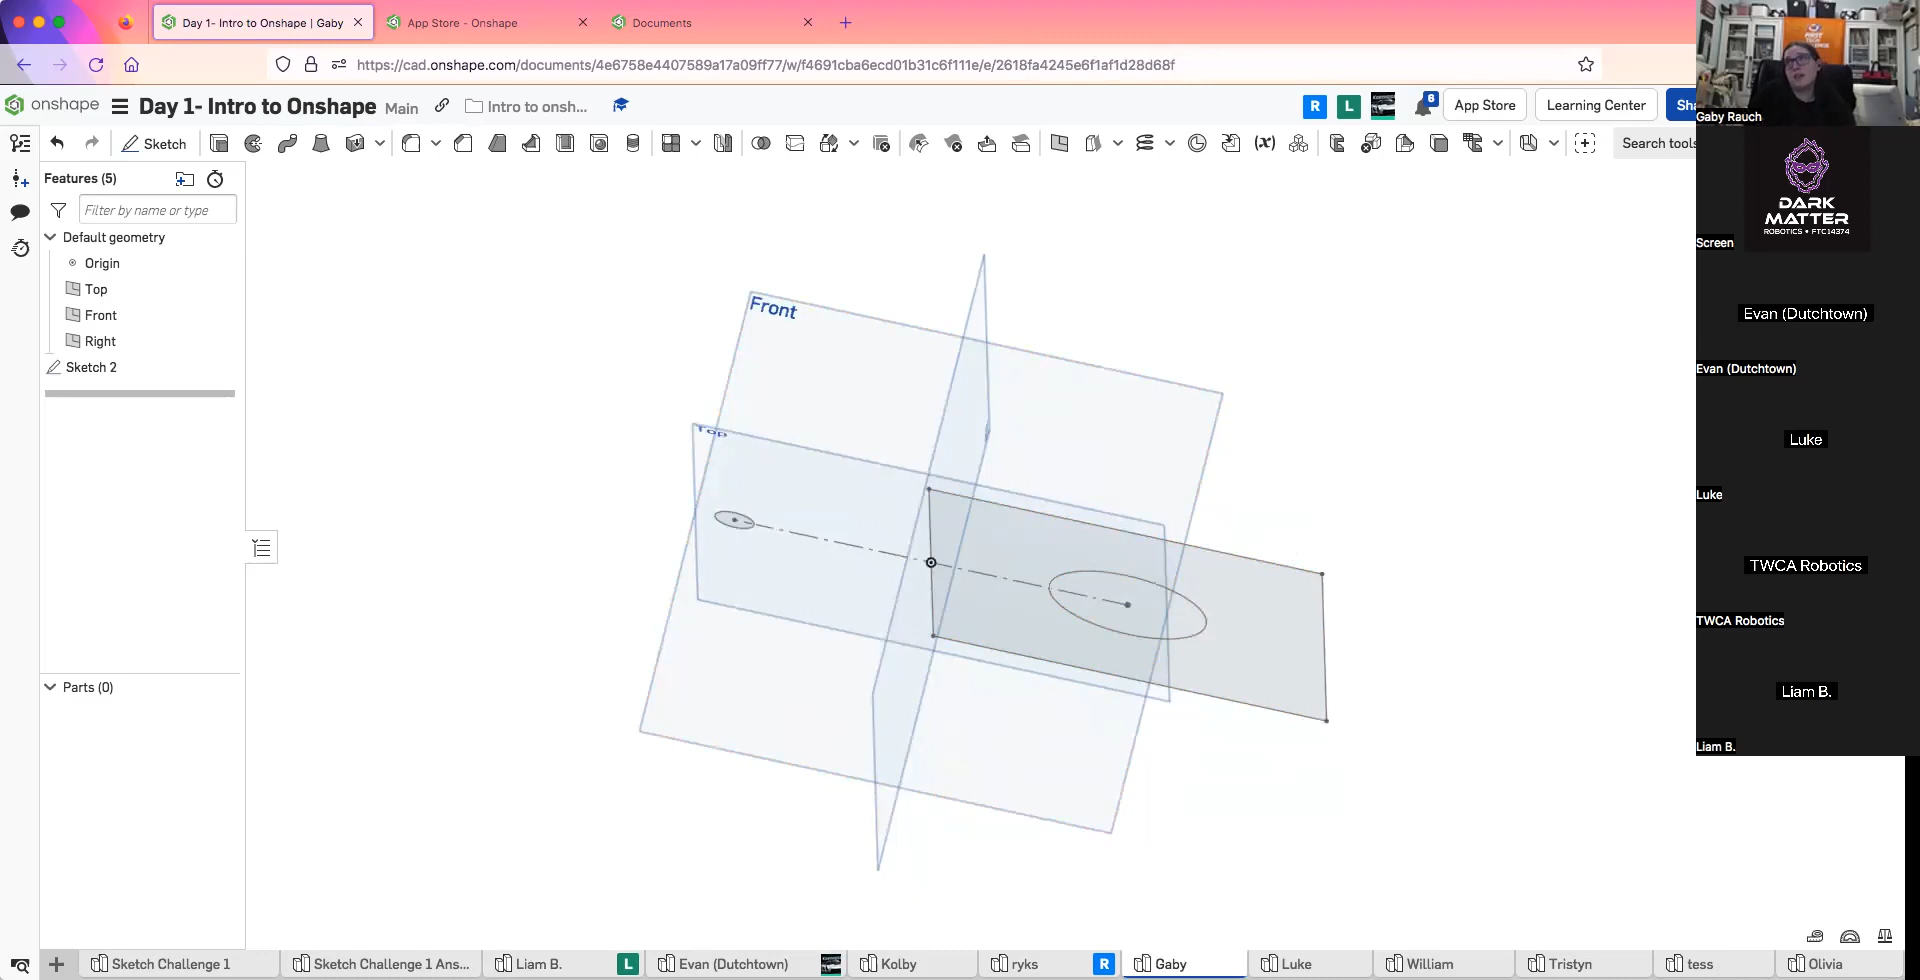 Day 1- Intro to Onshape | Gaby
App Store - Onshape
Documents
https://cad.onshape.com/documents/4e6758e4407589a17a09ff77/w/f4691cba6ecd01b31c6f111e/e/2618fa4245e6f1af1d28d68f
onshape
Day 1- Intro to Onshape
Main
Intro to onsh...
R
L
6
App Store
Learning Center
Sha
Gaby Rauch
Sketch
(x)
Search tools
Features (5)
Filter by name or type
Default geometry
Origin
Top
Front
Right
Sketch 2
Parts (0)
Front
Top
DARK
MATTER
ROBOTICS • FTC14374
Screen
Evan (Dutchtown)
Evan (Dutchtown)
Luke
Luke
TWCA Robotics
TWCA Robotics
Liam B.
Liam B.
Sketch Challenge 1
Sketch Challenge 1 Ans...
Liam B.
L
Evan (Dutchtown)
Kolby
ryks
R
Gaby
Luke
William
Tristyn
tess
Olivia